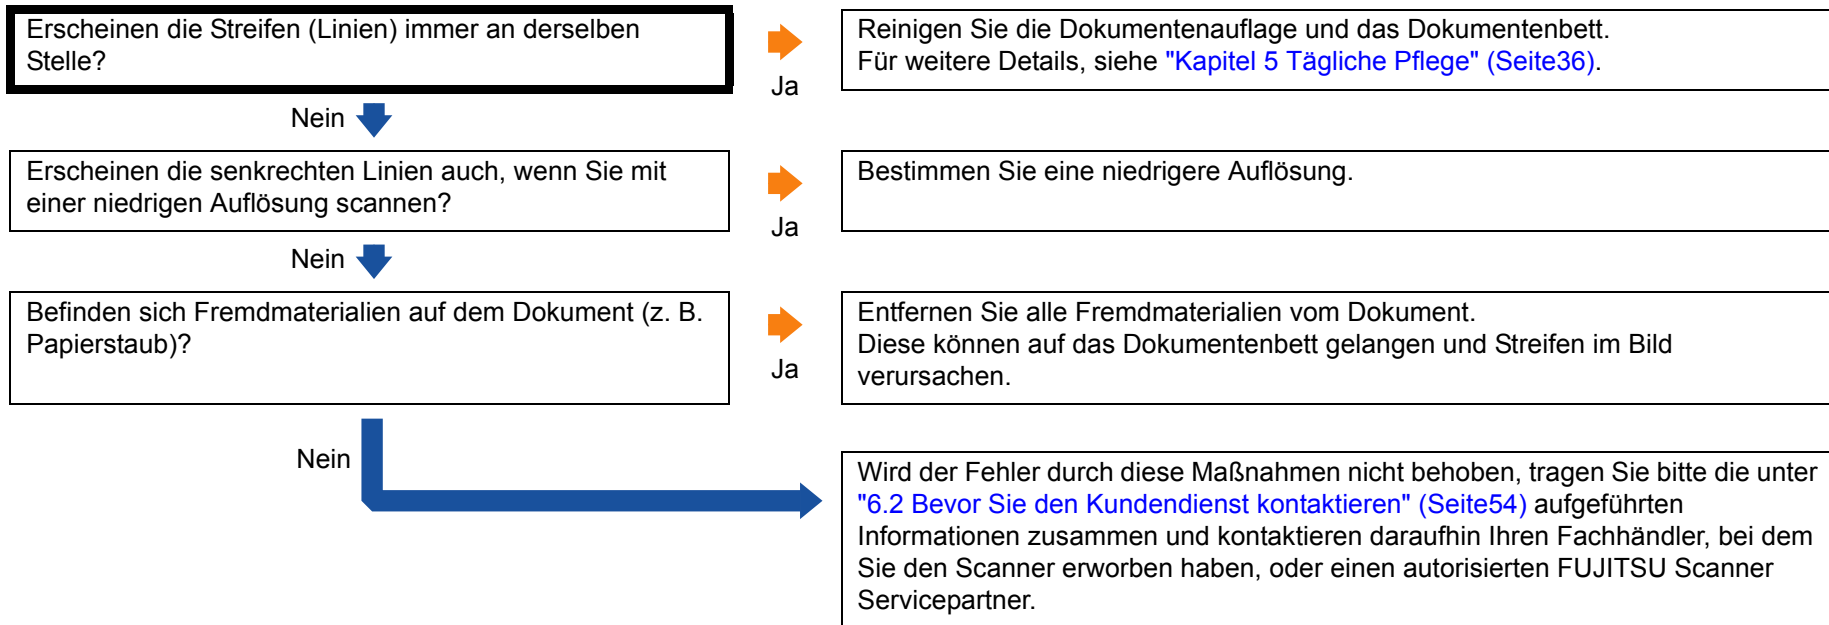 Erscheinen die Streifen (Linien) immer an derselben
Stelle?
Ja
Reinigen Sie die Dokumentenauflage und das Dokumentenbett.
Für weitere Details, siehe "Kapitel 5 Tägliche Pflege" (Seite36).
Nein
Erscheinen die senkrechten Linien auch, wenn Sie mit
einer niedrigen Auflösung scannen?
Ja
Bestimmen Sie eine niedrigere Auflösung.
Nein
Befinden sich Fremdmaterialien auf dem Dokument (z. B.
Papierstaub)?
Ja
Entfernen Sie alle Fremdmaterialien vom Dokument.
Diese können auf das Dokumentenbett gelangen und Streifen im Bild
verursachen.
Nein
Wird der Fehler durch diese Maßnahmen nicht behoben, tragen Sie bitte die unter
"6.2 Bevor Sie den Kundendienst kontaktieren" (Seite54) aufgeführten
Informationen zusammen und kontaktieren daraufhin Ihren Fachhändler, bei dem
Sie den Scanner erworben haben, oder einen autorisierten FUJITSU Scanner
Servicepartner.